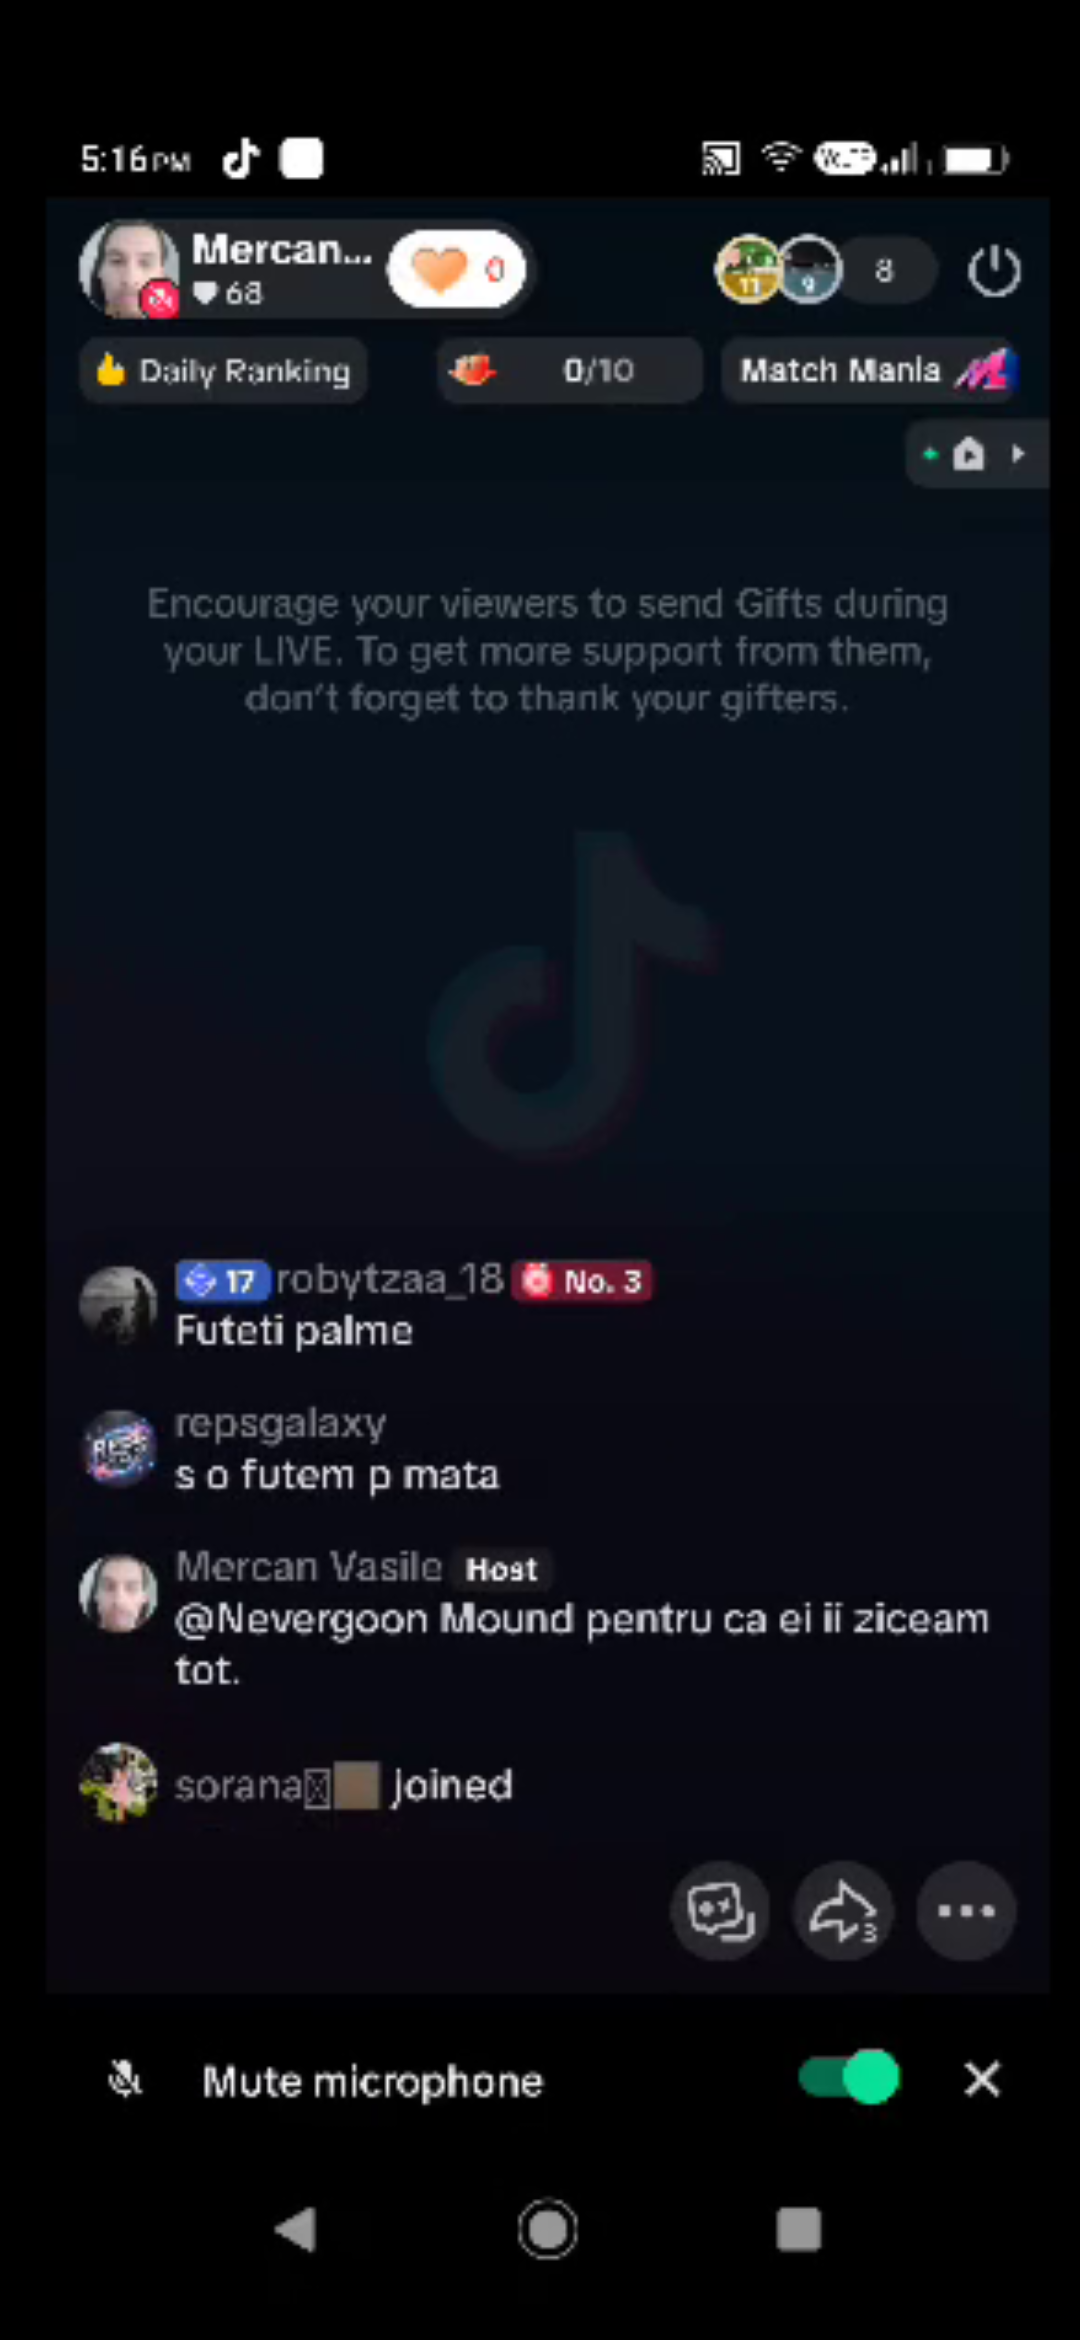 5:16 PM
Mercan...
68
0
11
9
8
Daily Ranking
0/10
Match Mania
Encourage your viewers to send Gifts during
your LIVE. To get more support from them,
don't forget to thank your gifters.
17 robytzaa_18 No. 3
Futeti palme
repsgalaxy
s o futem p mata
Mercan Vasile Host
@Nevergoon Mound pentru ca ei ii ziceam
tot.
sorana joined
3
Mute microphone